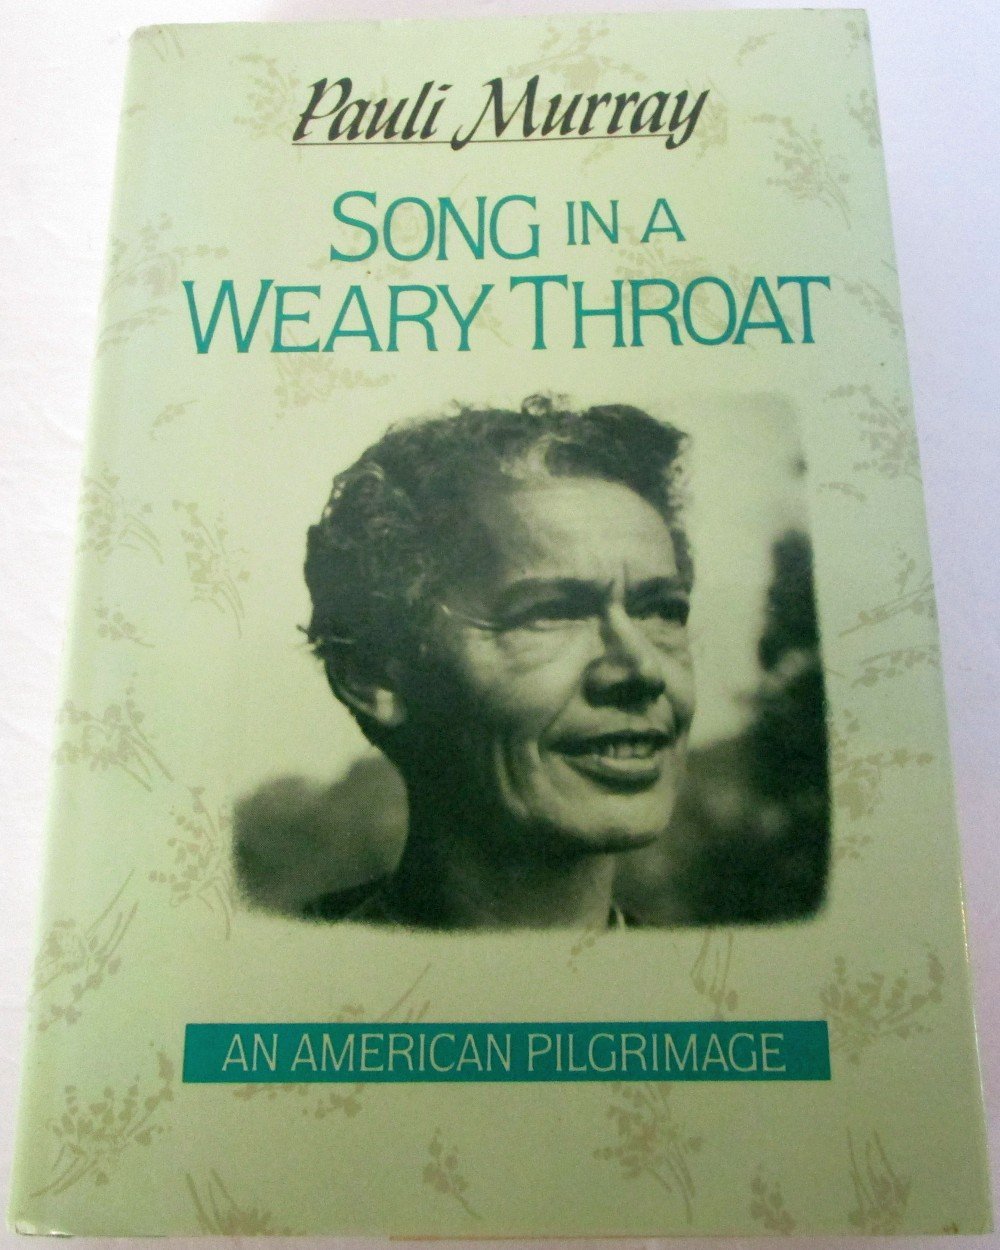 Pauli Murray
SONG IN A
WEARY THROAT
AN AMERICAN PILGRIMAGE